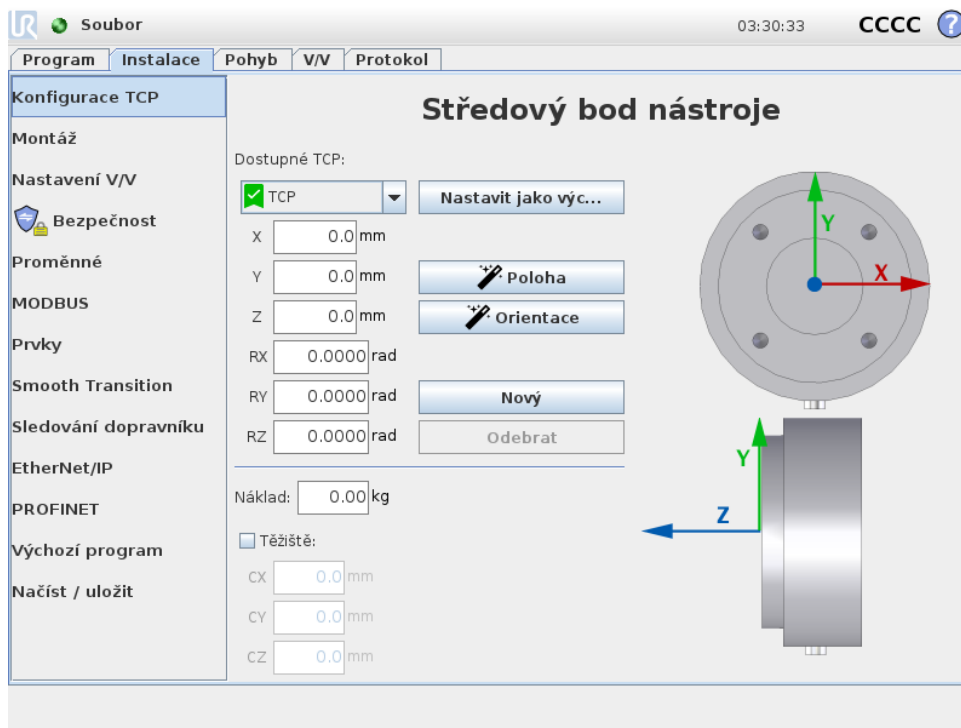 UR Soubor 03:30:33 CCCC ?
Program Instalace Pohyb V/V Protokol
Konfigurace TCP
Montáž
Nastavení V/V
Bezpečnost
Proměnné
MODBUS
Prvky
Smooth Transition
Sledování dopravníku
EtherNet/IP
PROFINET
Výchozí program
Načíst / uložit
Středový bod nástroje
Dostupné TCP:
TCP Nastavit jako výc...
X 0.0 mm
Y 0.0 mm Poloha
Z 0.0 mm Orientace
RX 0.0000 rad
RY 0.0000 rad Nový
RZ 0.0000 rad Odebrat
Náklad: 0.00 kg
Těžiště:
CX 0.0 mm
CY 0.0 mm
CZ 0.0 mm
Y
X
Y
Z